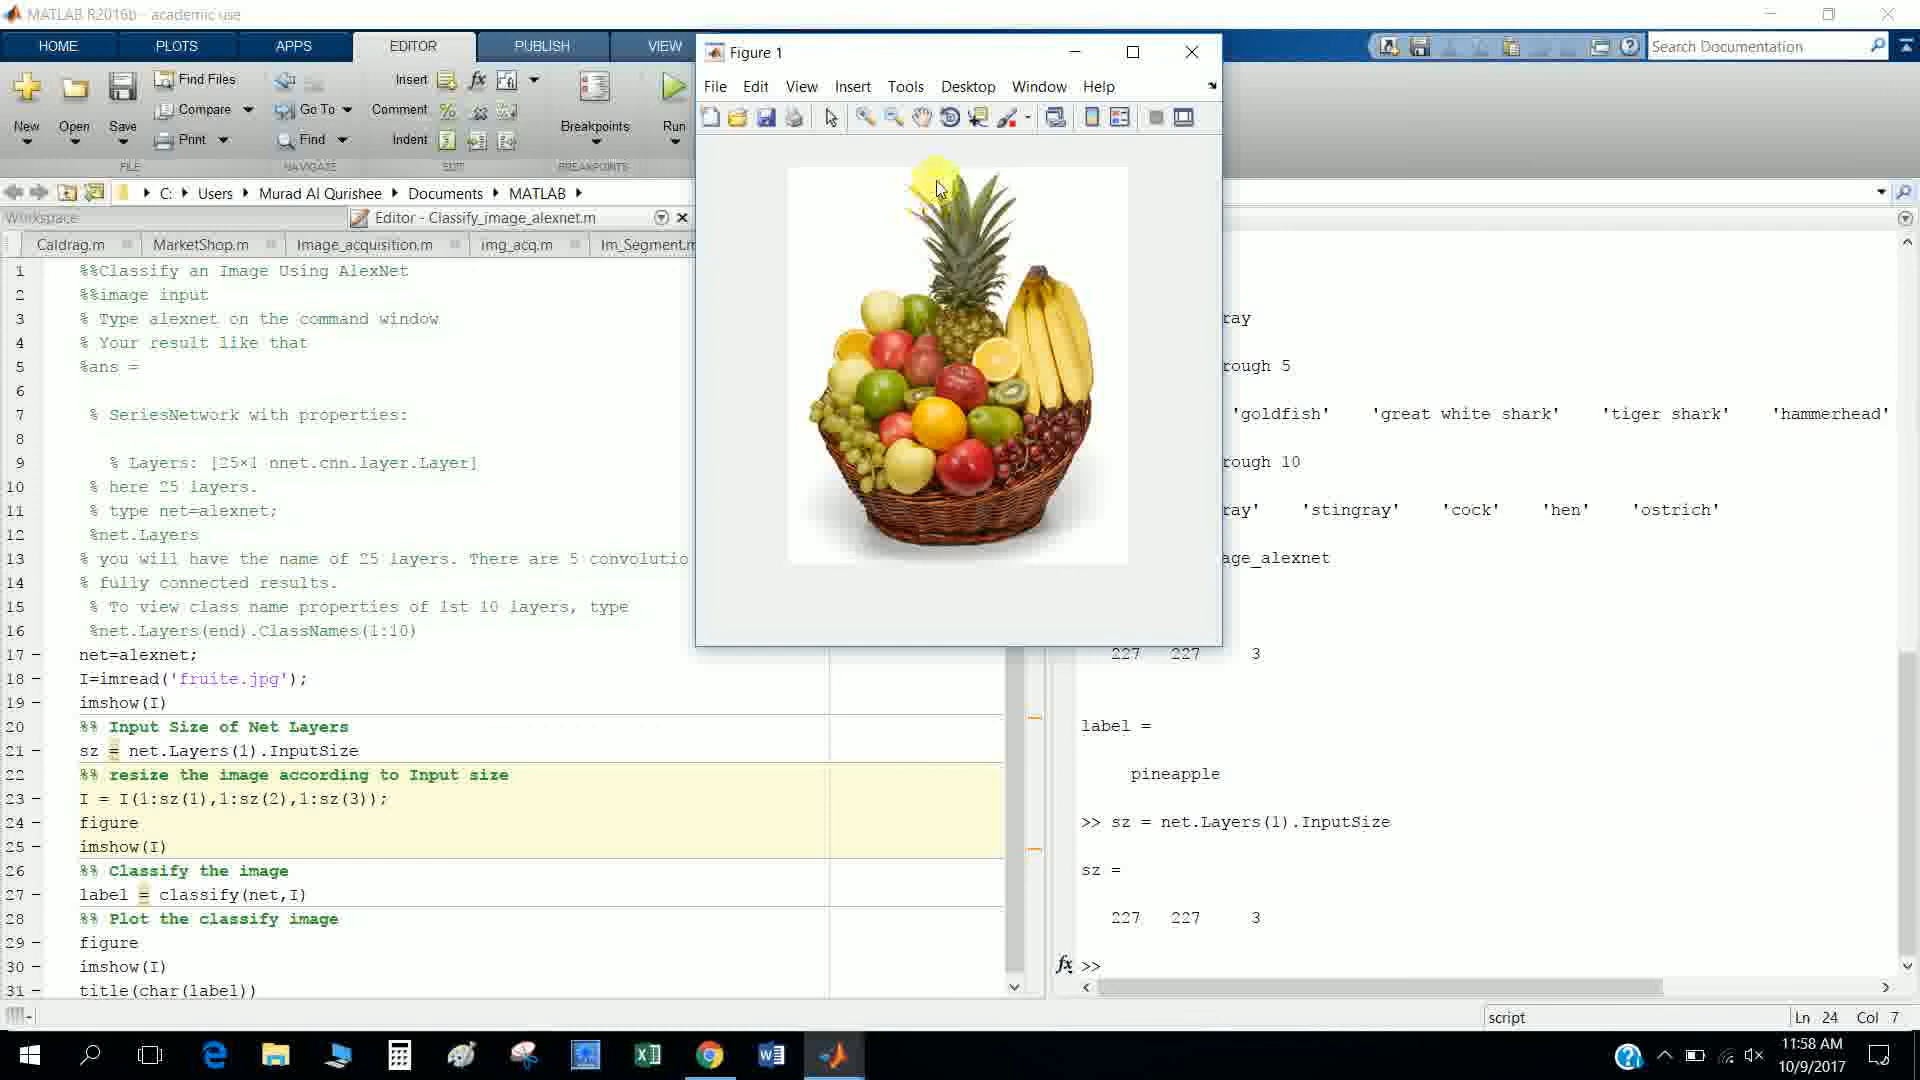 MATLAB R2016b - academic use
HOME PLOTS APPS EDITOR PUBLISH VIEW
Search Documentation
Figure 1
File Edit View Insert Tools Desktop Window Help
New Open Save
Find Files
Compare
Print
Go To
Find
Insert
Comment
Indent
fx
Breakpoints
Run
FILE NAVIGATE EDIT BREAKPOINTS
C: Users Murad Al Qurishee Documents MATLAB
Workspace
Editor - Classify_image_alexnet.m
Caldrag.m MarketShop.m Image_acquisition.m img_acq.m Im_Segment.m
1 %%Classify an Image Using AlexNet
2 %%image input
3 % Type alexnet on the command window
4 % Your result like that
5 %ans =
6
7 % SeriesNetwork with properties:
8
9 % Layers: [25×1 nnet.cnn.layer.Layer]
10 % here 25 layers.
11 % type net=alexnet;
12 %net.Layers
13 % you will have the name of 25 layers. There are 5 convolutio
14 % fully connected results.
15 % To view class name properties of 1st 10 layers, type
16 %net.Layers(end).ClassNames(1:10)
17 – net=alexnet;
18 – I=imread('fruite.jpg');
19 – imshow(I)
20 %% Input Size of Net Layers
21 – sz = net.Layers(1).InputSize
22 %% resize the image according to Input size
23 – I = I(1:sz(1),1:sz(2),1:sz(3));
24 – figure
25 – imshow(I)
26 %% Classify the image
27 – label = classify(net,I)
28 %% Plot the classify image
29 – figure
30 – imshow(I)
31 – title(char(label))
ray
rough 5
'goldfish' 'great white shark' 'tiger shark' 'hammerhead'
rough 10
ray' 'stingray' 'cock' 'hen' 'ostrich'
age_alexnet
227 227 3
label =
pineapple
>> sz = net.Layers(1).InputSize
sz =
227 227 3
fx >>
script
Ln 24 Col 7
11:58 AM
10/9/2017